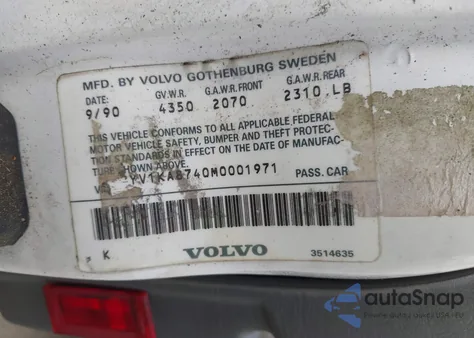 MFD. BY VOLVO GOTHENBURG SWEDEN
DATE: G.V.W.R. G.A.W.R.FRONT G.A.W.R. REAR
9/90 4350 2070 2310 LB
THIS VEHICLE CONFORMS TO ALL APPLICABLE FEDERAL
MOTOR VEHICLE SAFETY, BUMPER AND THEFT PROTEC-
TION STANDARDS IN EFFECT ON THE DATE OF MANUFAC-
TURE SHOWN ABOVE.
YV1KA8740M0001971 PASS. CAR
K VOLVO 3514635
autoSnap